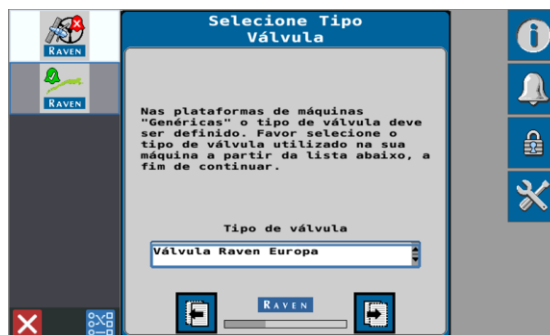 Selecione Tipo
Válvula
RAVEN
RAVEN
Nas plataformas de máquinas
"Genéricas" o tipo de válvula deve
ser definido. Favor selecione o
tipo de válvula utilizado na sua
máquina a partir da lista abaixo, a
fim de continuar.
Tipo de válvula
Válvula Raven Europa
RAVEN